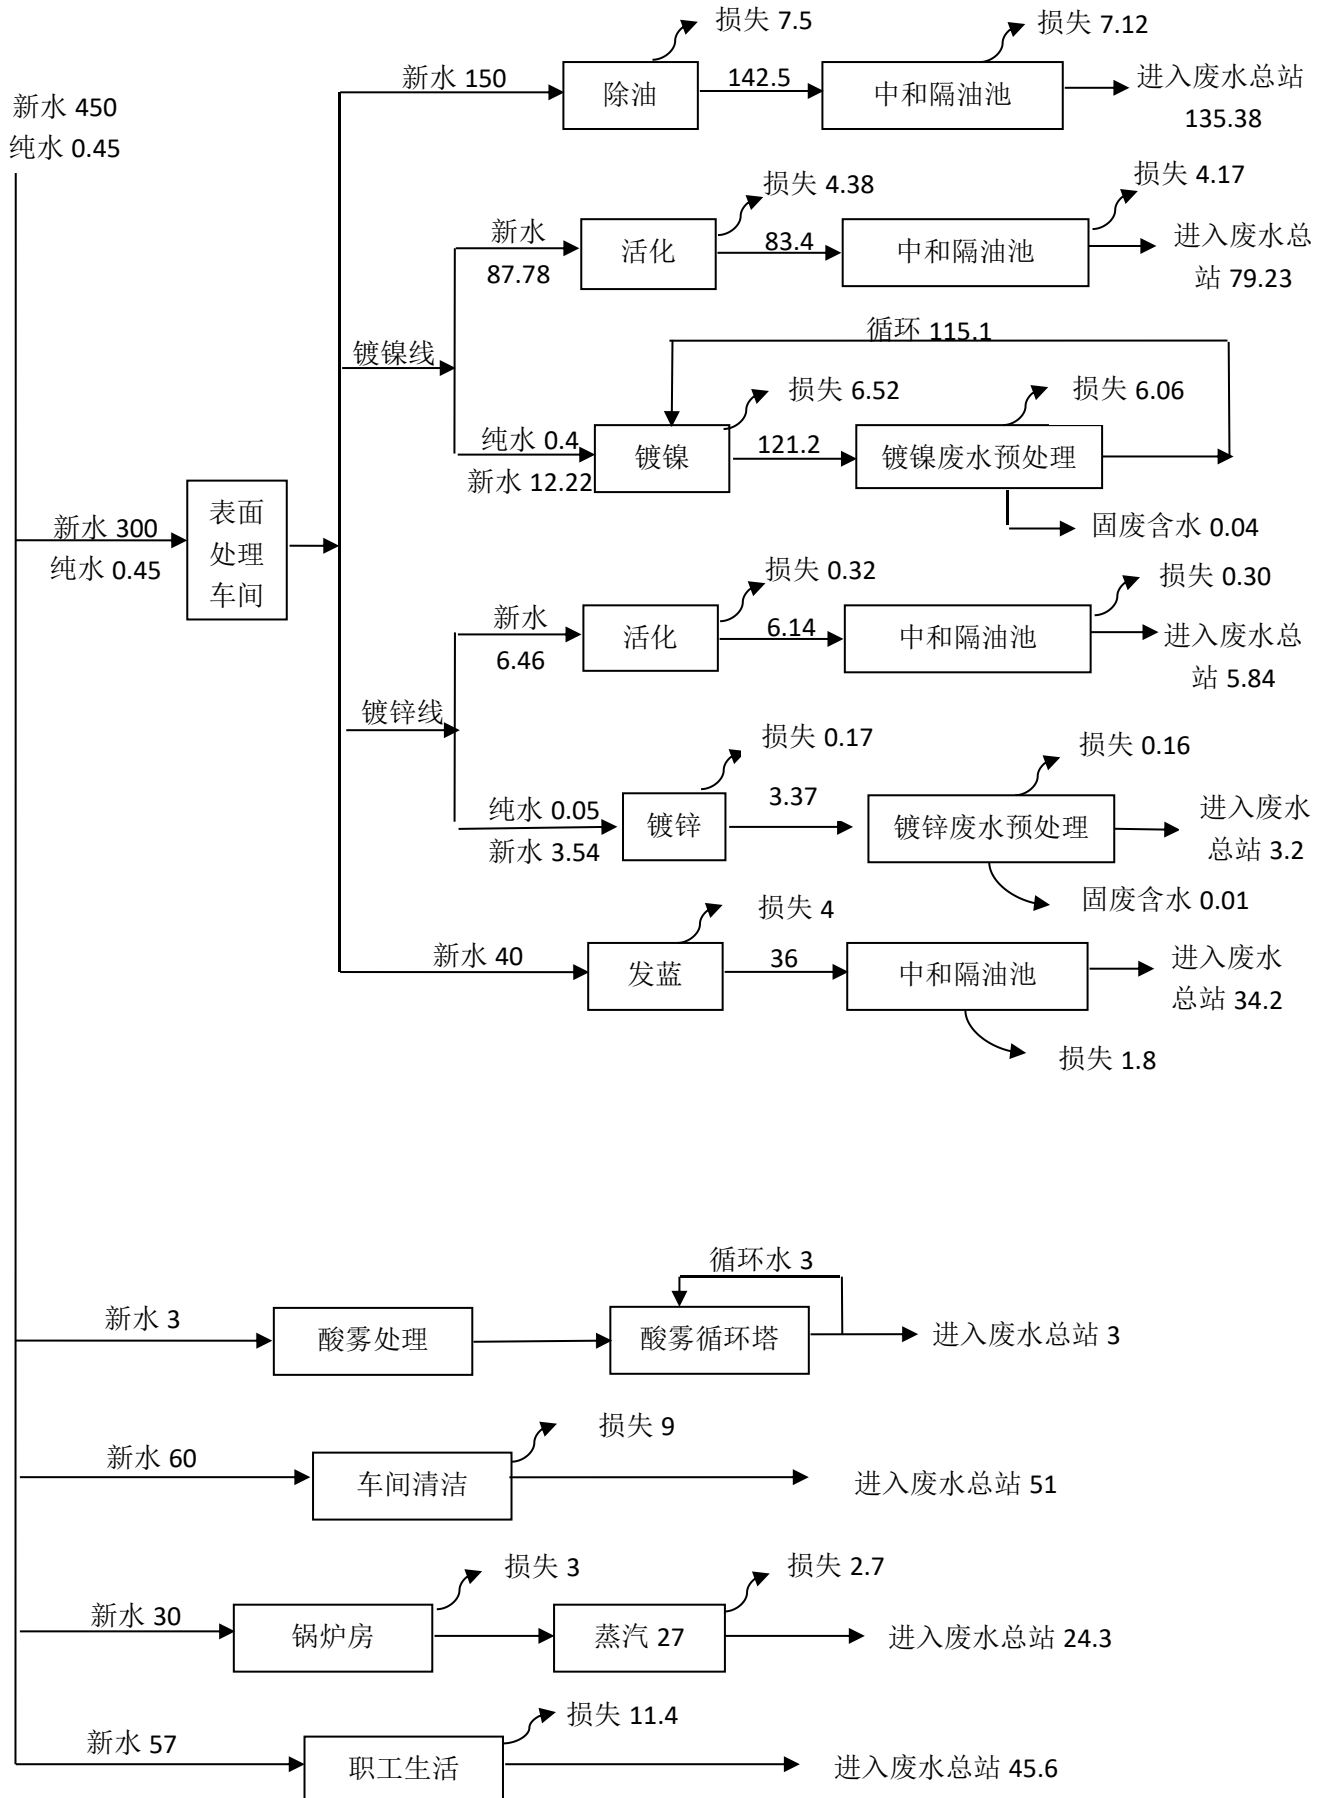 损失 7.5
损失 7.12
新水 150
除油
142.5
中和隔油池
进入废水总站
135.38
新水 450
纯水 0.45
损失 4.38
损失 4.17
新水
87.78
活化
83.4
中和隔油池
进入废水总
站 79.23
循环 115.1
镀镍线
损失 6.52
损失 6.06
纯水 0.4
新水 12.22
镀镍
121.2
镀镍废水预处理
固废含水 0.04
新水 300
纯水 0.45
表面
处理
车间
损失 0.32
损失 0.30
新水
6.46
活化
6.14
中和隔油池
进入废水总
站 5.84
镀锌线
损失 0.17
损失 0.16
纯水 0.05
新水 3.54
镀锌
3.37
镀锌废水预处理
进入废水
总站 3.2
固废含水 0.01
损失 4
新水 40
发蓝
36
中和隔油池
进入废水
总站 34.2
损失 1.8
循环水 3
新水 3
酸雾处理
酸雾循环塔
进入废水总站 3
损失 9
新水 60
车间清洁
进入废水总站 51
损失 3
损失 2.7
新水 30
锅炉房
蒸汽 27
进入废水总站 24.3
损失 11.4
新水 57
职工生活
进入废水总站 45.6